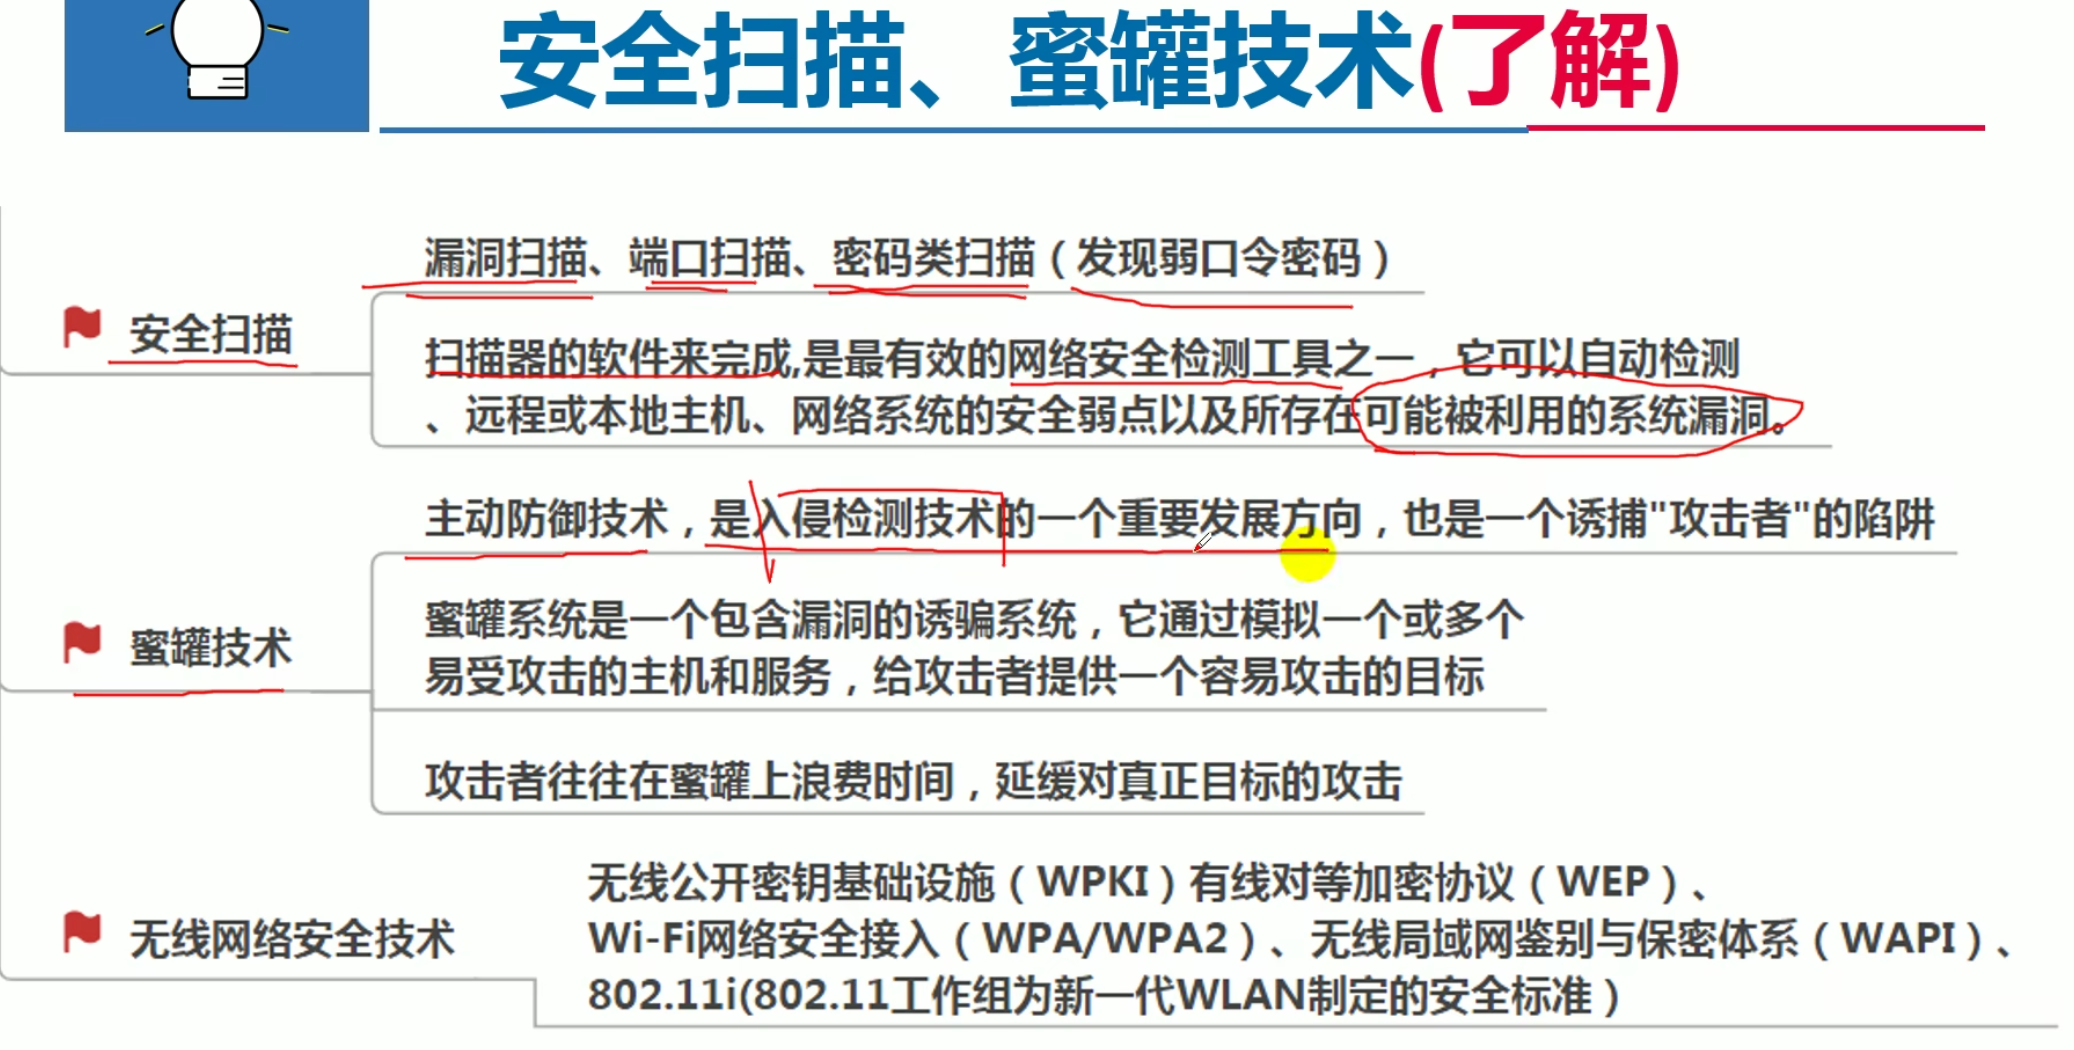 安全扫描、蜜罐技术(了解)
漏洞扫描、端口扫描、密码类扫描（发现弱口令密码）
安全扫描
扫描器的软件来完成,是最有效的网络安全检测工具之一，它可以自动检测
、远程或本地主机、网络系统的安全弱点以及所存在可能被利用的系统漏洞。
主动防御技术，是入侵检测技术的一个重要发展方向，也是一个诱捕"攻击者"的陷阱
蜜罐技术
蜜罐系统是一个包含漏洞的诱骗系统，它通过模拟一个或多个
易受攻击的主机和服务，给攻击者提供一个容易攻击的目标
攻击者往往在蜜罐上浪费时间，延缓对真正目标的攻击
无线网络安全技术
无线公开密钥基础设施（WPKI）有线对等加密协议（WEP）、
Wi-Fi网络安全接入（WPA/WPA2）、无线局域网鉴别与保密体系（WAPI）、
802.11i(802.11工作组为新一代WLAN制定的安全标准）